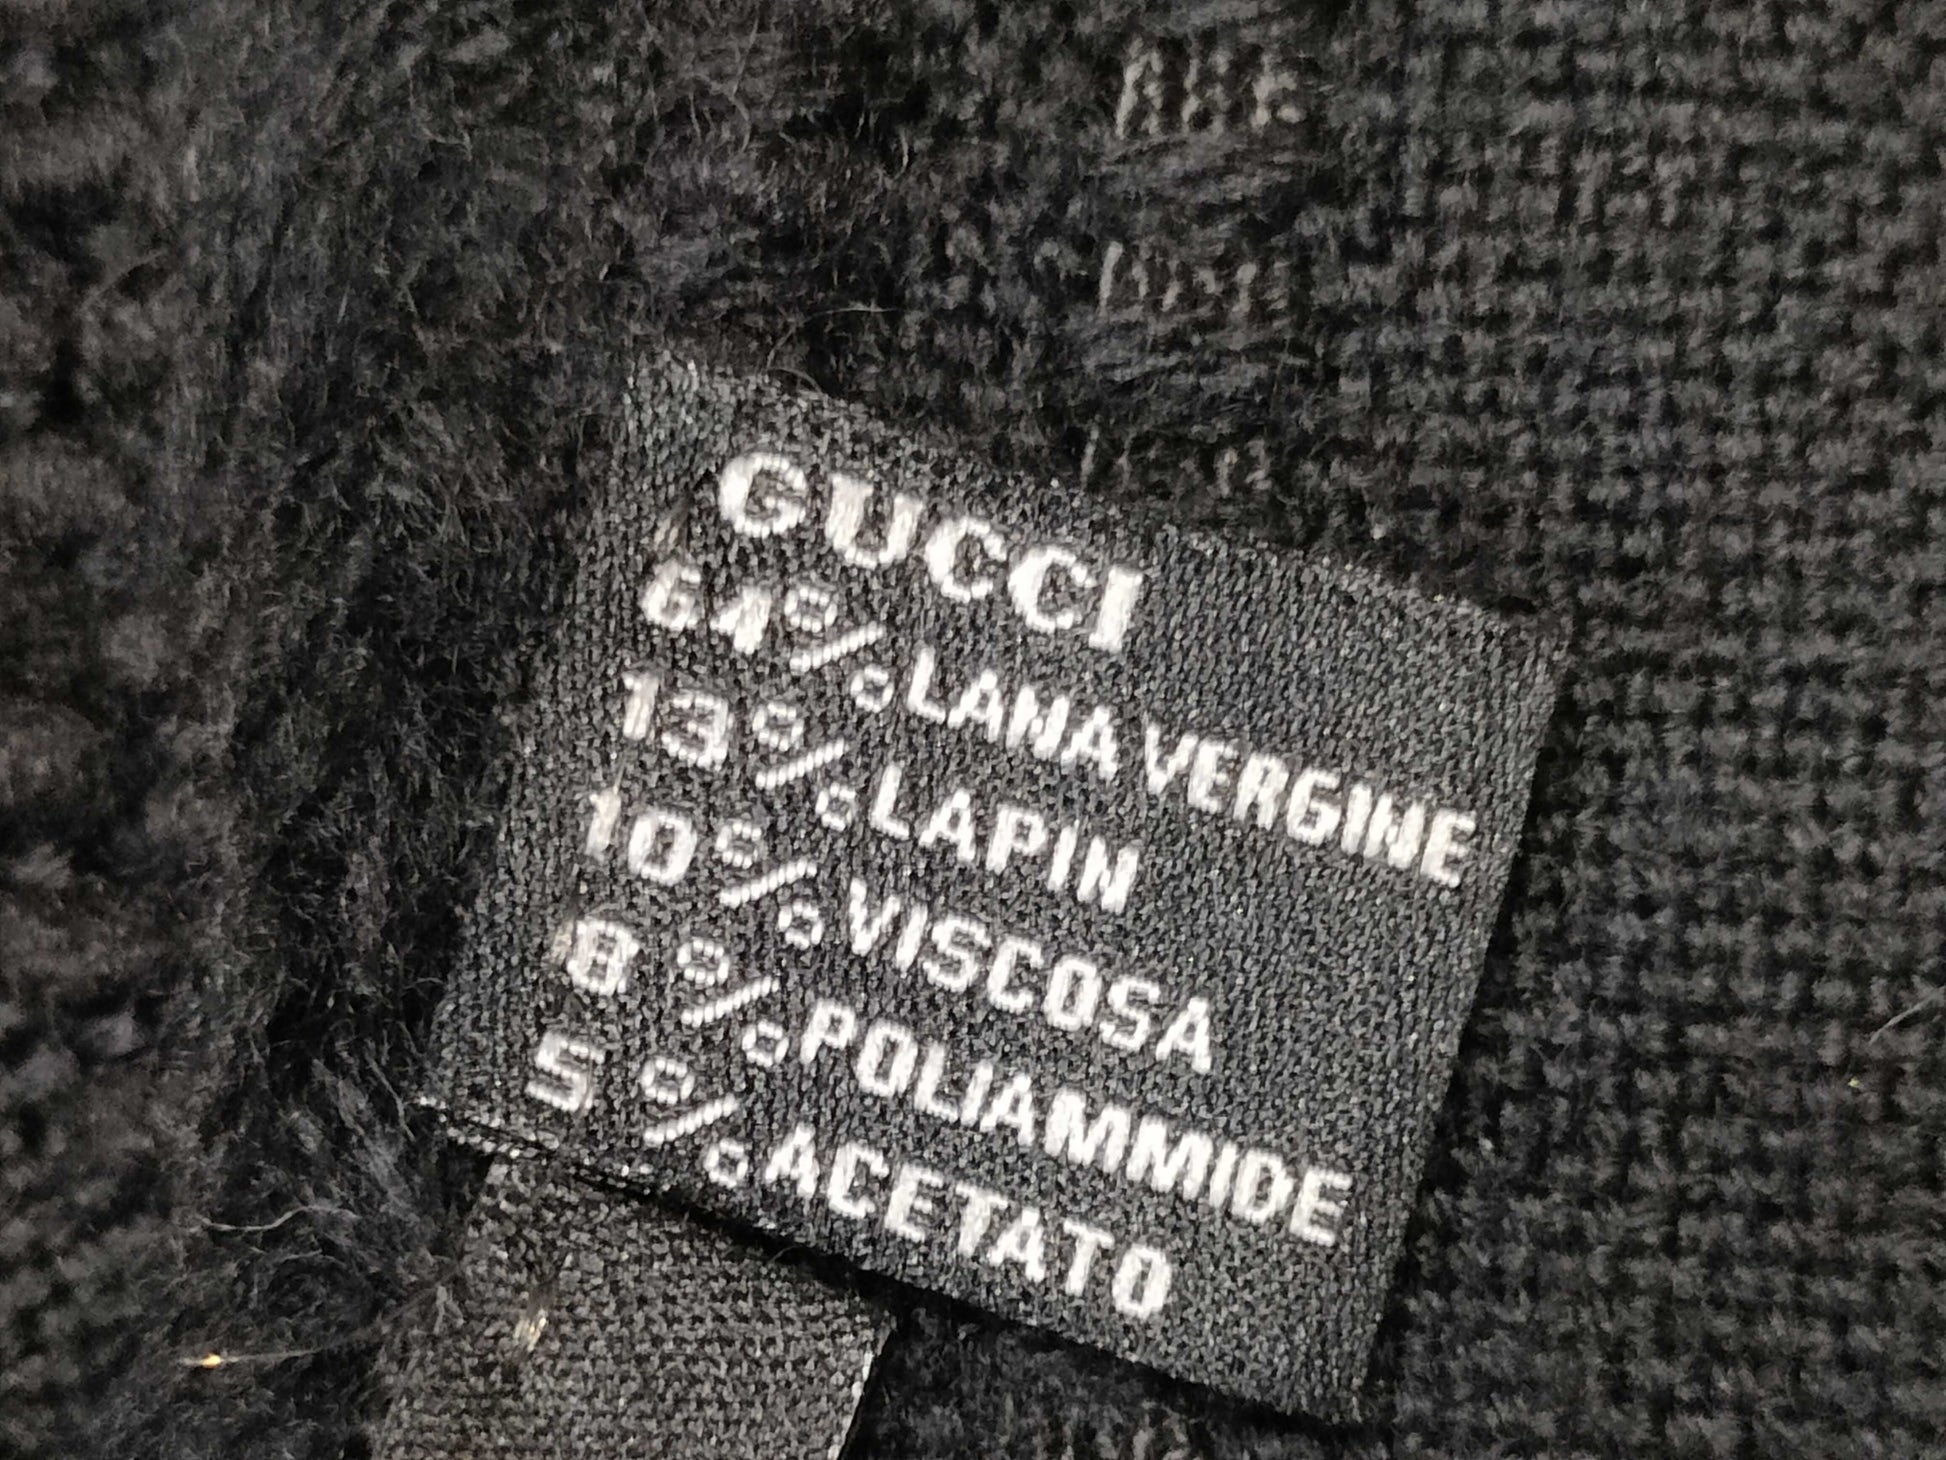 GUCCI
64% LANA VERGINE
13% LAPIN
10% VISCOSA
8 % POLIAMMIDE
5 % ACETATO